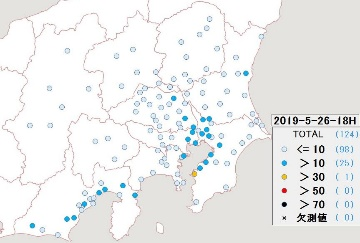 2019-5-26-18H
TOTAL (124)
<= 10 (98)
> 10 (25)
> 30 ( 1)
> 50 ( 0)
> 70 ( 0)
× 欠測値 ( 0)